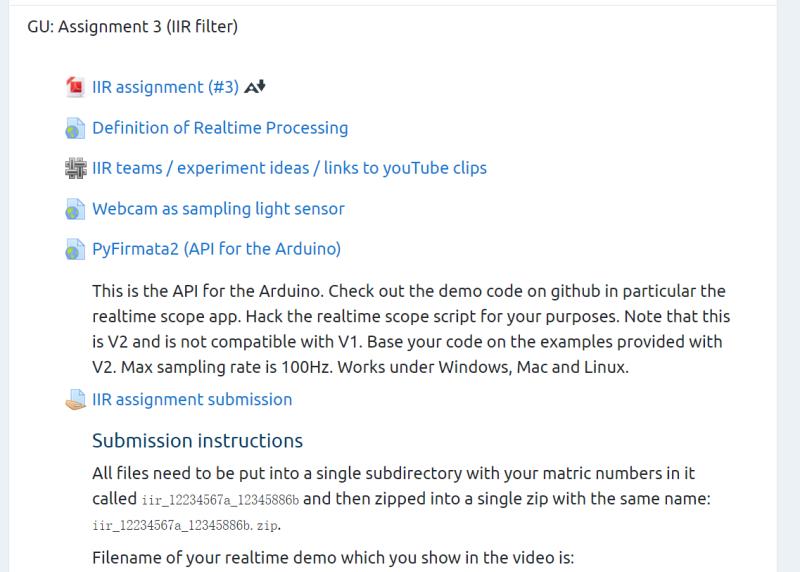 GU: Assignment 3 (IIR filter)
IIR assignment (#3)
Definition of Realtime Processing
IIR teams / experiment ideas / links to youTube clips
Webcam as sampling light sensor
PyFirmata2 (API for the Arduino)
This is the API for the Arduino. Check out the demo code on github in particular the
realtime scope app. Hack the realtime scope script for your purposes. Note that this
is V2 and is not compatible with V1. Base your code on the examples provided with
V2. Max sampling rate is 100Hz. Works under Windows, Mac and Linux.
IIR assignment submission
Submission instructions
All files need to be put into a single subdirectory with your matric numbers in it
called iir_12234567a_12345886b and then zipped into a single zip with the same name:
iir_12234567a_12345886b.zip.
Filename of your realtime demo which you show in the video is: